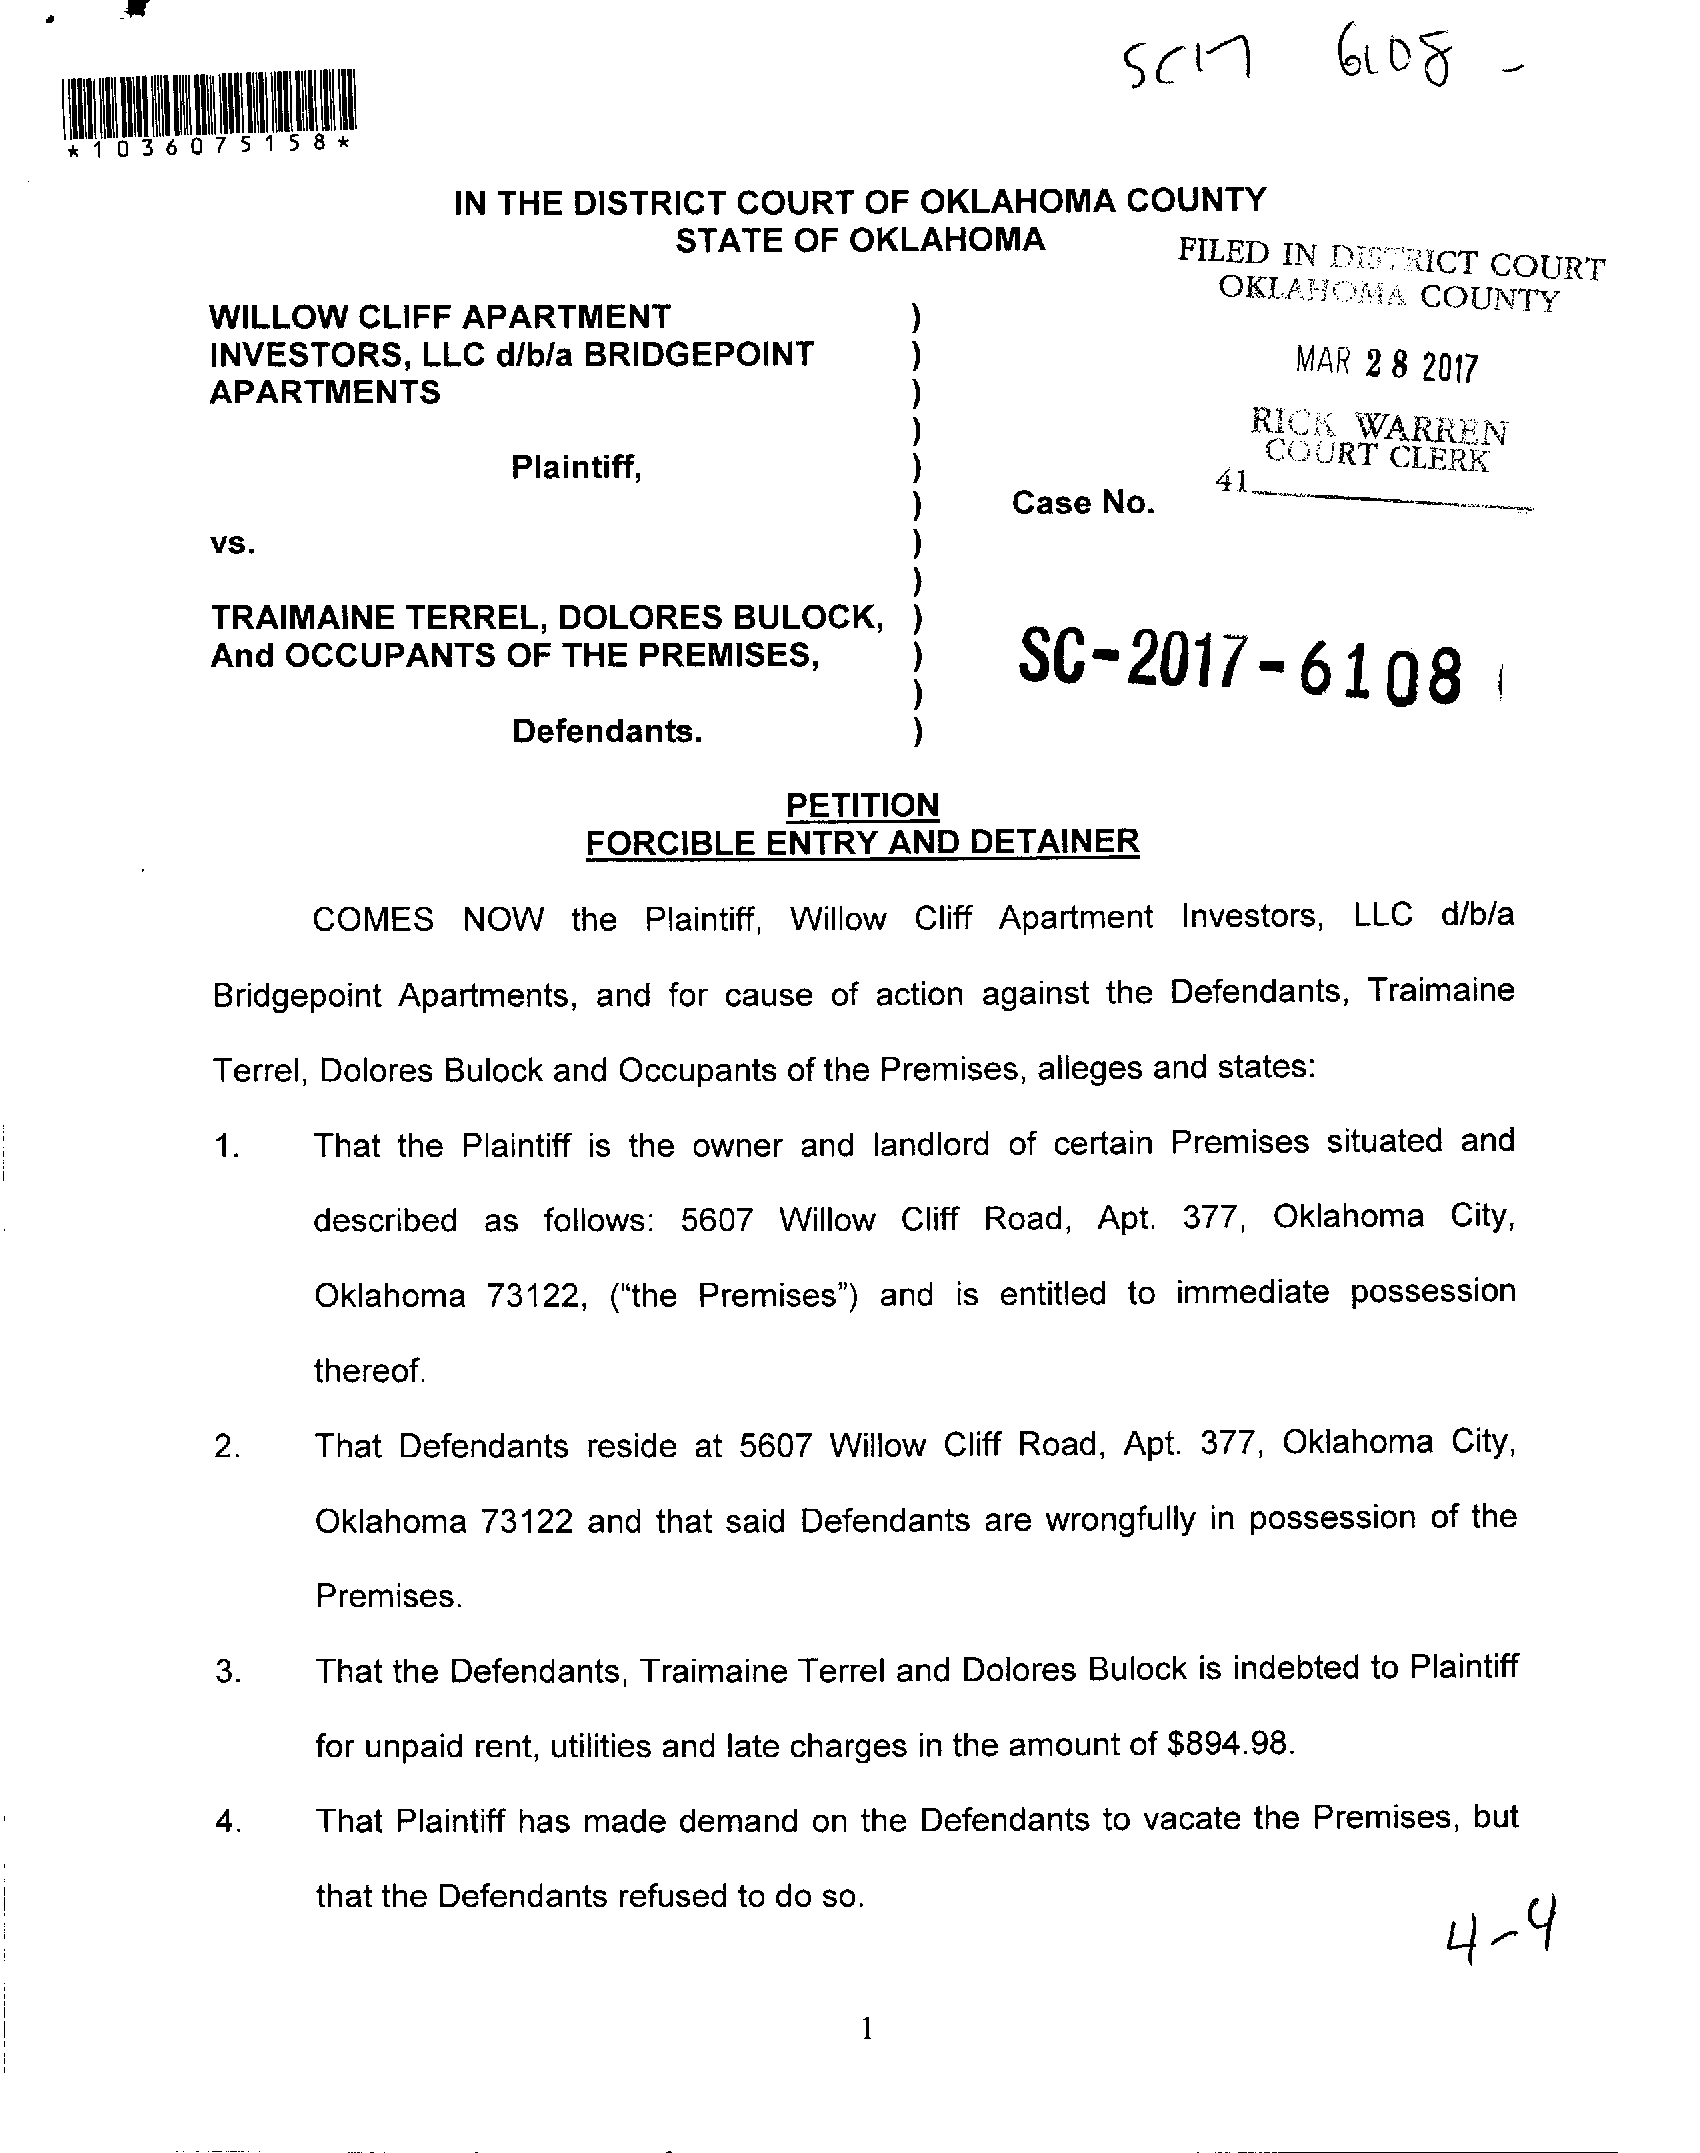 SC17 6108 -
*1036075158*
IN THE DISTRICT COURT OF OKLAHOMA COUNTY
STATE OF OKLAHOMA
FILED IN DISTRICT COURT
OKLAHOMA COUNTY
MAR 28 2017
RICK WARREN
COURT CLERK
41
WILLOW CLIFF APARTMENT )
INVESTORS, LLC d/b/a BRIDGEPOINT )
APARTMENTS )
)
Plaintiff, )
) Case No.
vs. )
)
TRAIMAINE TERREL, DOLORES BULOCK, )
And OCCUPANTS OF THE PREMISES, ) SC-2017-6108
)
Defendants. )
PETITION
FORCIBLE ENTRY AND DETAINER
COMES NOW the Plaintiff, Willow Cliff Apartment Investors, LLC d/b/a
Bridgepoint Apartments, and for cause of action against the Defendants, Traimaine
Terrel, Dolores Bulock and Occupants of the Premises, alleges and states:
1. That the Plaintiff is the owner and landlord of certain Premises situated and
described as follows: 5607 Willow Cliff Road, Apt. 377, Oklahoma City,
Oklahoma 73122, ("the Premises") and is entitled to immediate possession
thereof.
2. That Defendants reside at 5607 Willow Cliff Road, Apt. 377, Oklahoma City,
Oklahoma 73122 and that said Defendants are wrongfully in possession of the
Premises.
3. That the Defendants, Traimaine Terrel and Dolores Bulock is indebted to Plaintiff
for unpaid rent, utilities and late charges in the amount of $894.98.
4. That Plaintiff has made demand on the Defendants to vacate the Premises, but
that the Defendants refused to do so.
4-4
1